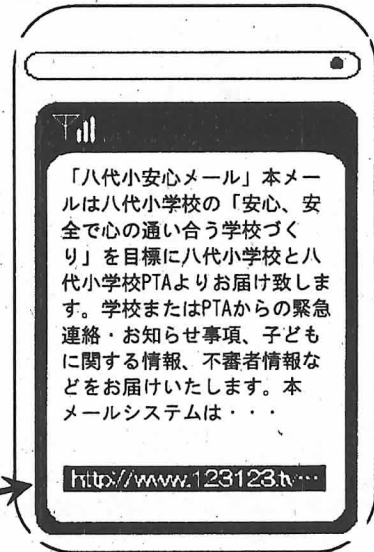 「八代小安心メール」本メー
ルは八代小学校の「安心、安
全で心の通い合う学校づく
り」を目標に八代小学校と八
代小学校PTAよりお届け致しま
す。学校またはPTAからの緊急
連絡・お知らせ事項、子ども
に関する情報、不審者情報な
どをお届けいたします。本
メールシステムは・・・
http://www.123123.tv…